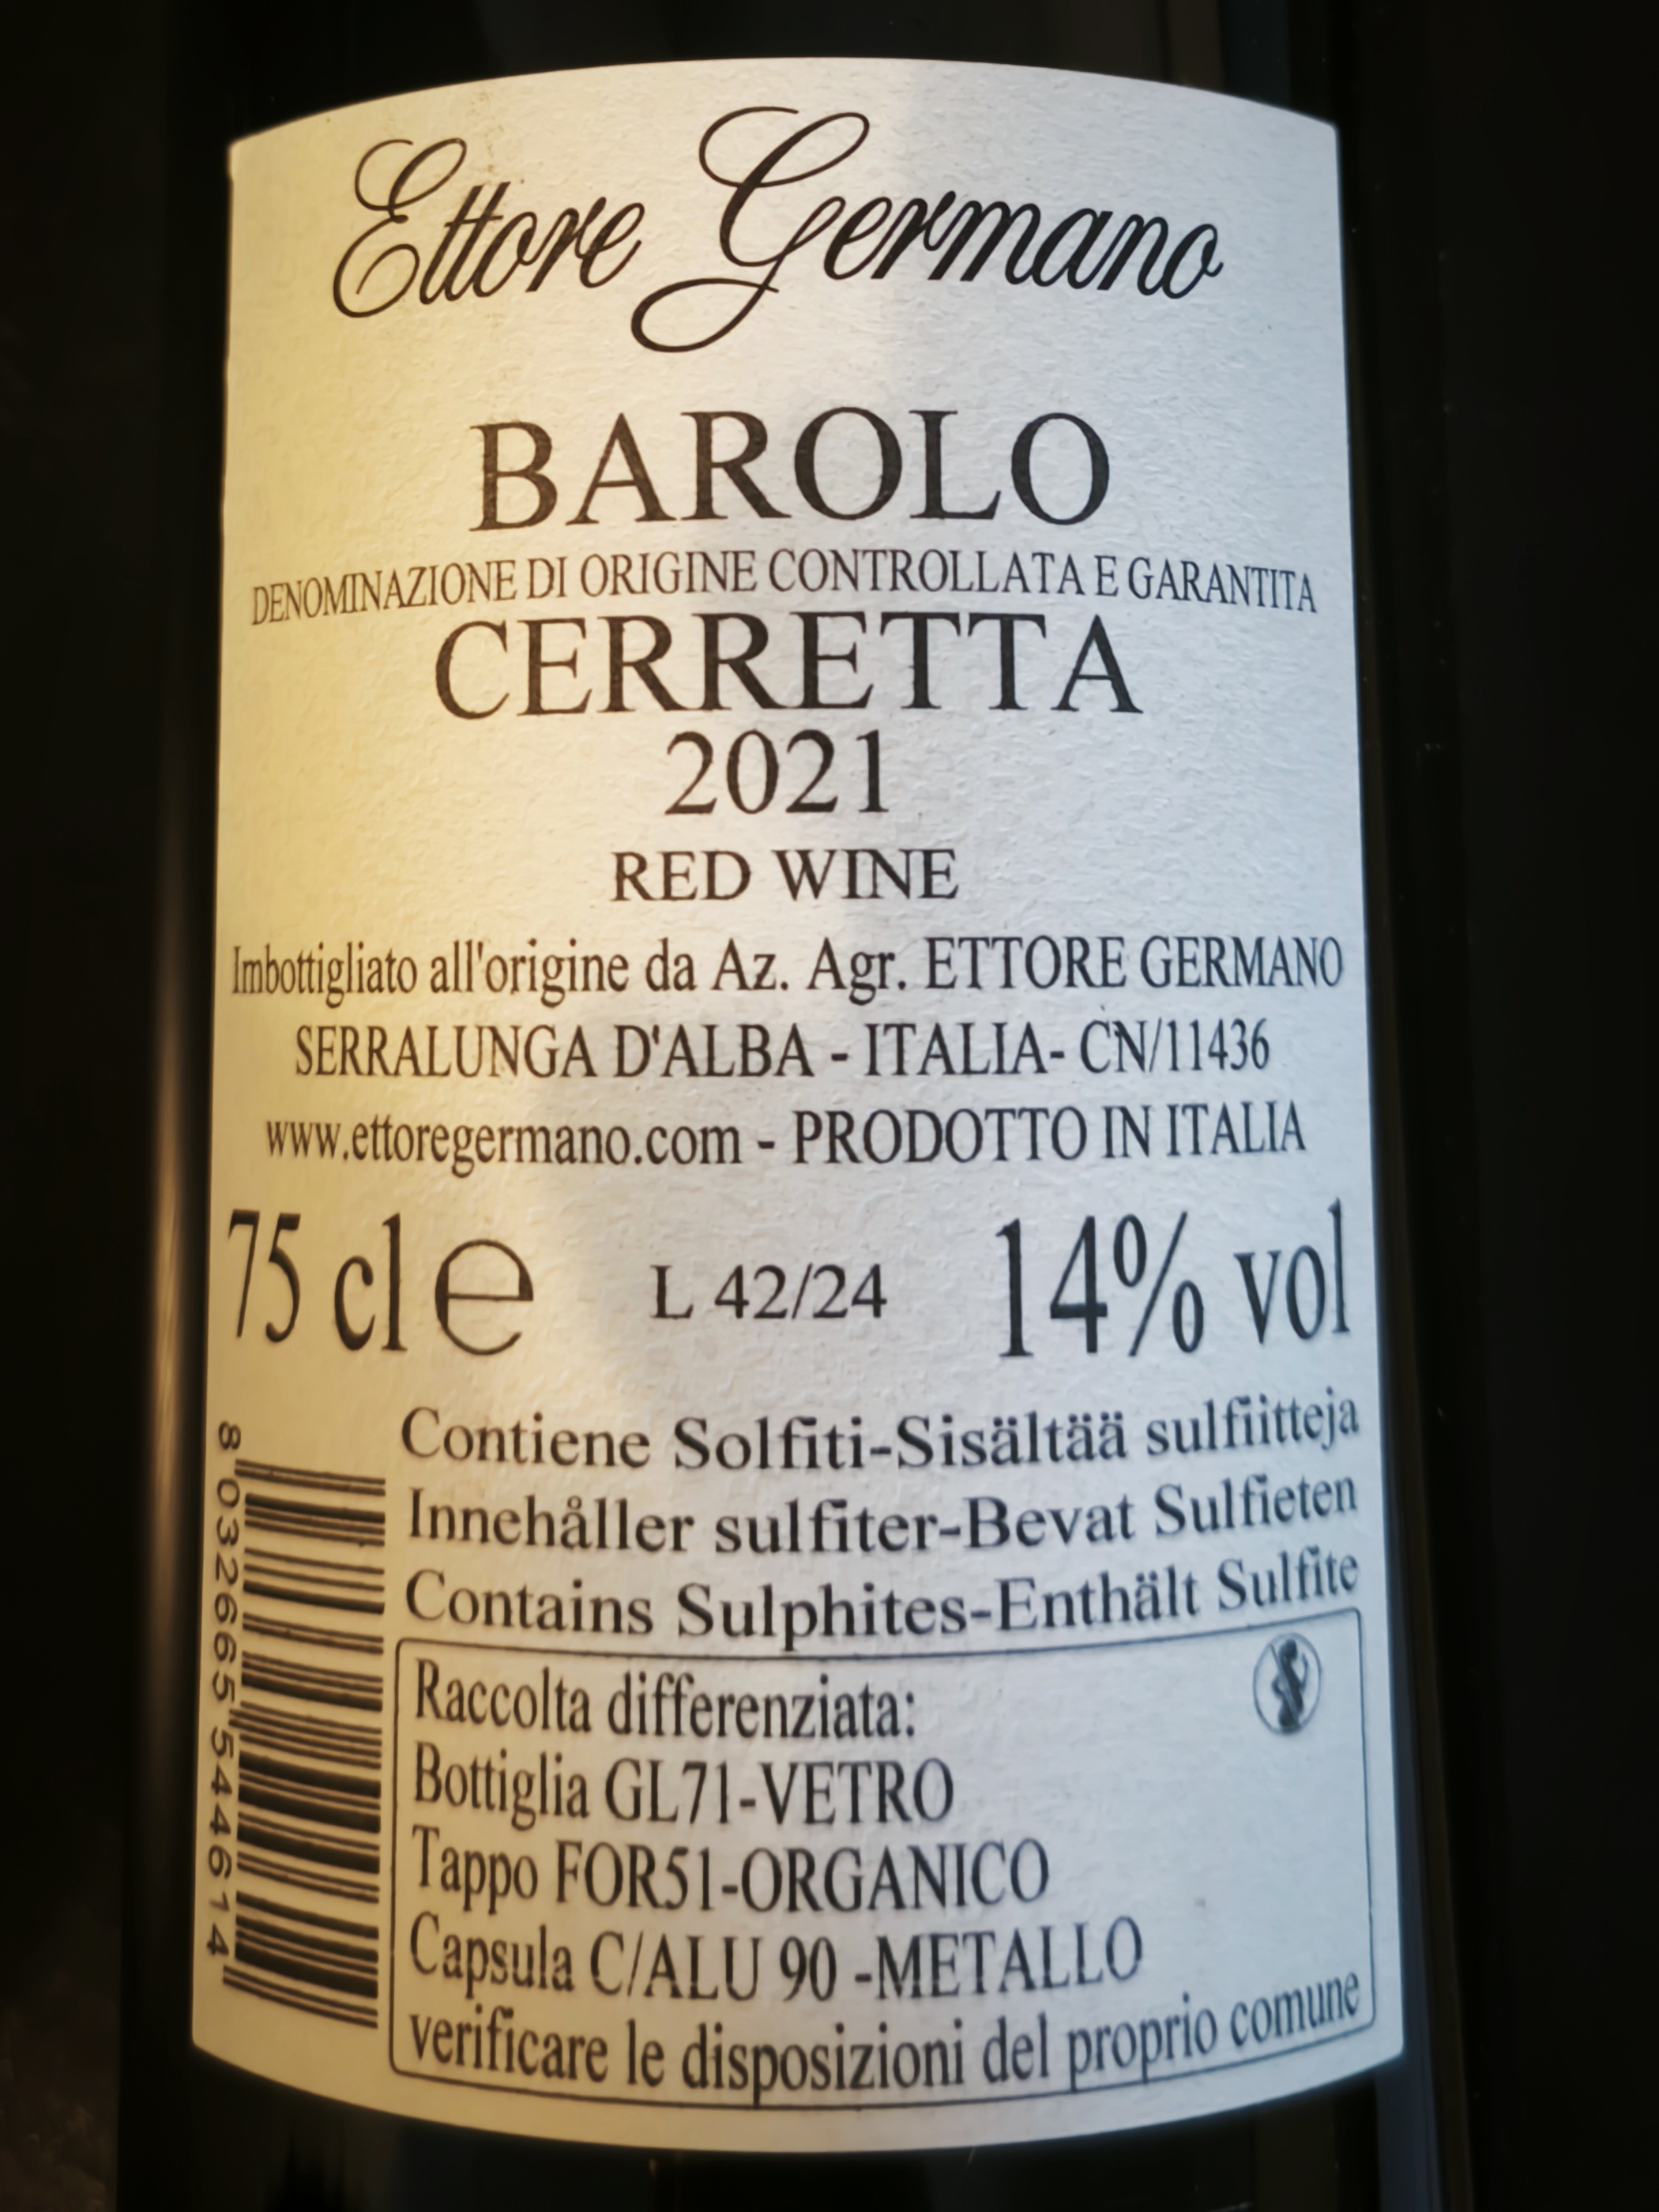 Ettore Germano
BAROLO
DENOMINAZIONE DI ORIGINE CONTROLLATA E GARANTITA
CERRETTA
2021
RED WINE
Imbottigliato all'origine da Az. Agr. ETTORE GERMANO
SERRALUNGA D'ALBA - ITALIA- CN/11436
www.ettoregermano.com - PRODOTTO IN ITALIA
75 cl e L 42/24 14% vol
Contiene Solfiti-Sisältää sulfiitteja
Innehåller sulfiter-Bevat Sulfieten
Contains Sulphites-Enthält Sulfite
8 032665 544614
Raccolta differenziata:
Bottiglia GL71-VETRO
Tappo FOR51-ORGANICO
Capsula C/ALU 90 -METALLO
verificare le disposizioni del proprio comune